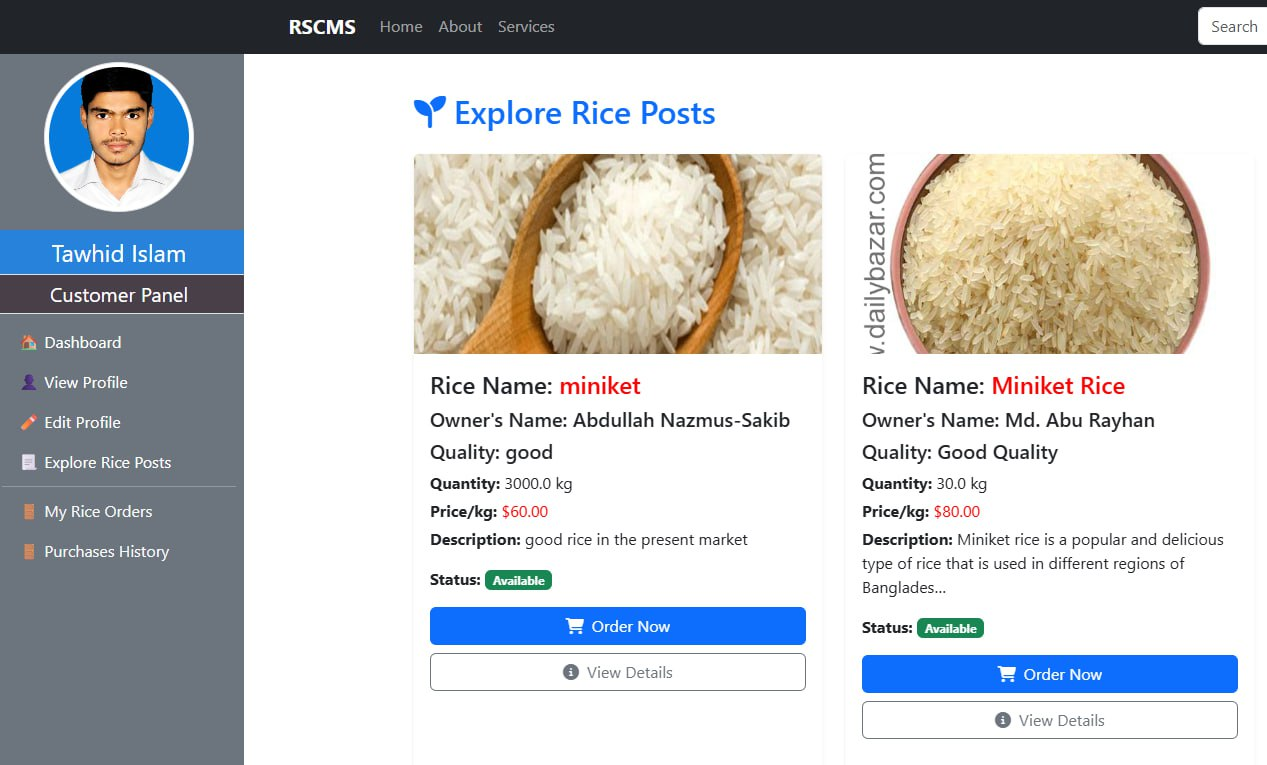 RSCMS Home About Services Search
Tawhid Islam
Customer Panel
Dashboard
View Profile
Edit Profile
Explore Rice Posts
My Rice Orders
Purchases History
Explore Rice Posts
Rice Name: miniket
Owner's Name: Abdullah Nazmus-Sakib
Quality: good
Quantity: 3000.0 kg
Price/kg: $60.00
Description: good rice in the present market
Status: Available
Order Now
View Details
v.dailybazar.com
Rice Name: Miniket Rice
Owner's Name: Md. Abu Rayhan
Quality: Good Quality
Quantity: 30.0 kg
Price/kg: $80.00
Description: Miniket rice is a popular and delicious
type of rice that is used in different regions of
Banglades...
Status: Available
Order Now
View Details